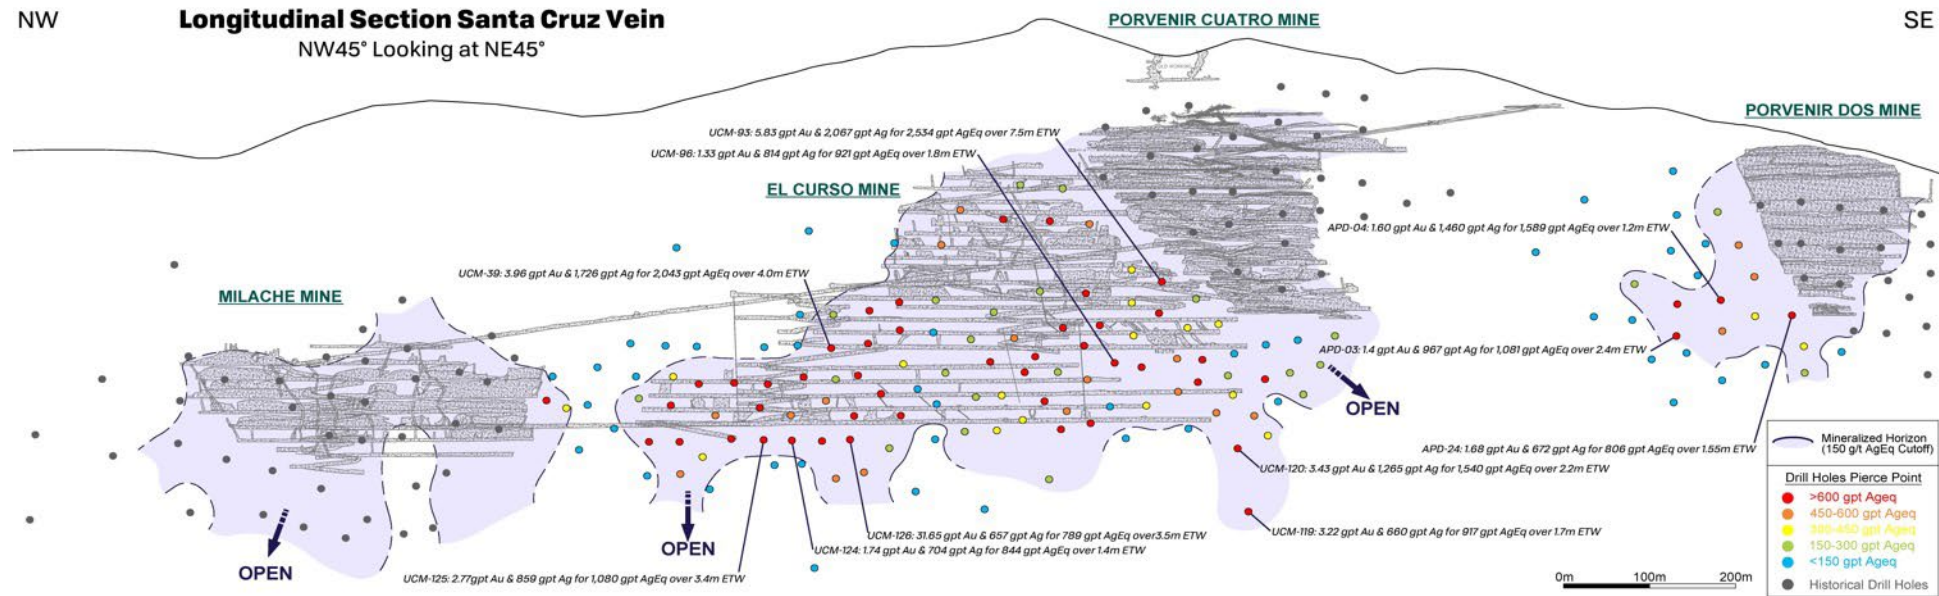 NW
Longitudinal Section Santa Cruz Vein
NW45° Looking at NE45°
PORVENIR CUATRO MINE
SE
PORVENIR DOS MINE
UCM-93: 5.83 gpt Au & 2,067 gpt Ag for 2,534 gpt AgEq over 7.5m ETW
UCM-96: 1.33 gpt Au & 814 gpt Ag for 921 gpt AgEq over 1.8m ETW
EL CURSO MINE
APD-04: 1.60 gpt Au & 1,460 gpt Ag for 1,589 gpt AgEq over 1.2m ETW
UCM-39: 3.96 gpt Au & 1,726 gpt Ag for 2,043 gpt AgEq over 4.0m ETW
MILACHE MINE
APD-03: 1.4 gpt Au & 967 gpt Ag for 1,081 gpt AgEq over 2.4m ETW
OPEN
APD-24: 1.68 gpt Au & 672 gpt Ag for 806 gpt AgEq over 1.55m ETW
UCM-120: 3.43 gpt Au & 1,265 gpt Ag for 1,540 gpt AgEq over 2.2m ETW
UCM-119: 3.22 gpt Au & 660 gpt Ag for 917 gpt AgEq over 1.7m ETW
UCM-126: 31.65 gpt Au & 657 gpt Ag for 789 gpt AgEq over3.5m ETW
UCM-124: 1.74 gpt Au & 704 gpt Ag for 844 gpt AgEq over 1.4m ETW
OPEN
OPEN
UCM-125: 2.77gpt Au & 859 gpt Ag for 1,080 gpt AgEq over 3.4m ETW
Mineralized Horizon
(150 g/t AgEq Cutoff)
Drill Holes Pierce Point
>600 gpt Ageq
450-600 gpt Ageq
300-450 gpt Ageq
150-300 gpt Ageq
<150 gpt Ageq
Historical Drill Holes
0m 100m 200m